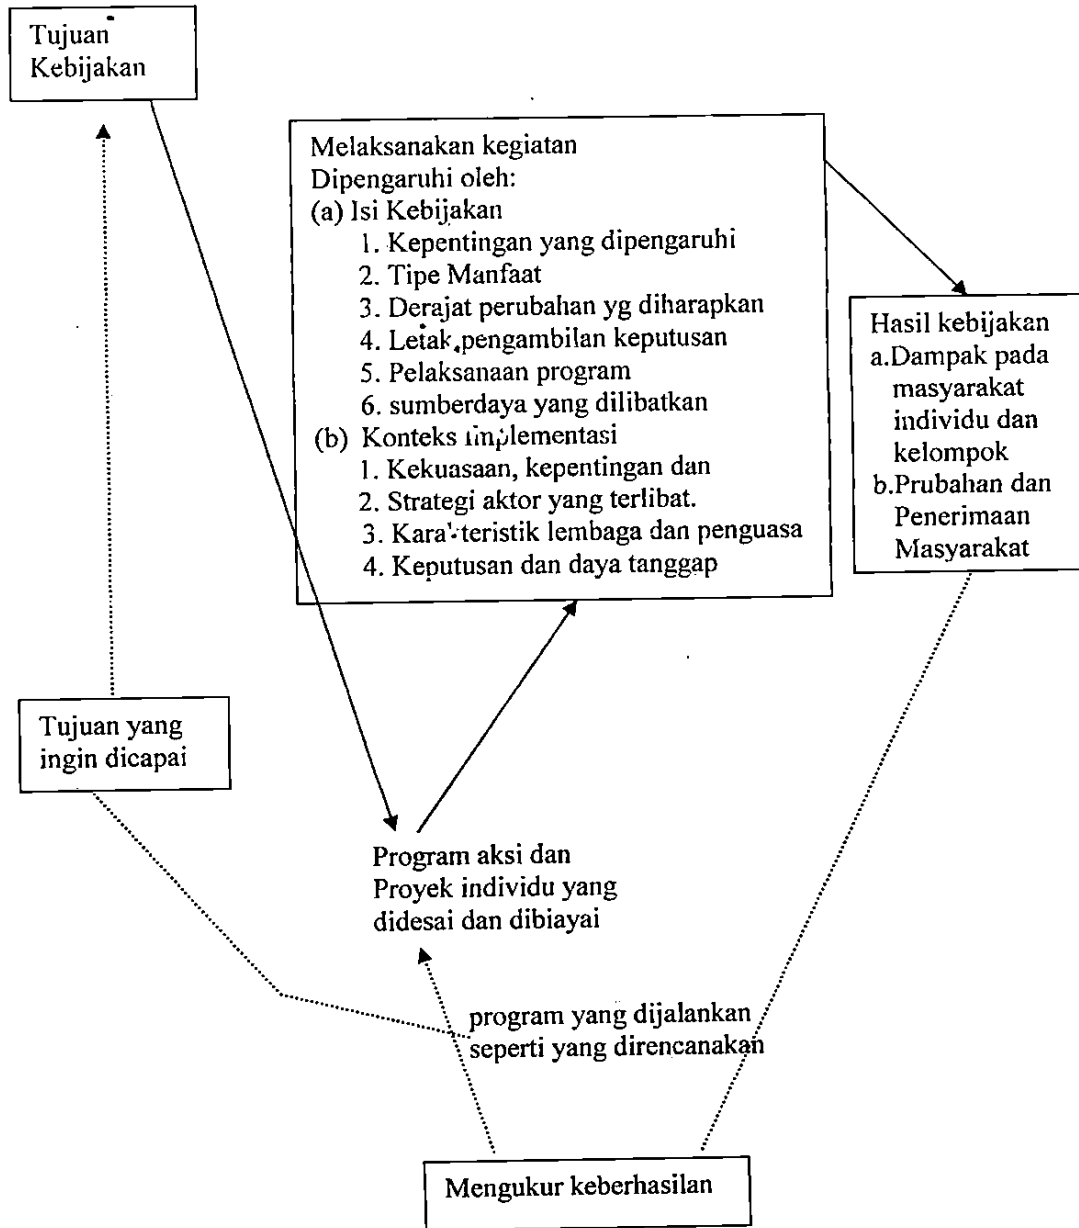 Tujuan
Kebijakan
Melaksanakan kegiatan
Dipengaruhi oleh:
(a) Isi Kebijakan
1. Kepentingan yang dipengaruhi
2. Tipe Manfaat
3. Derajat perubahan yg diharapkan
4. Letak pengambilan keputusan
5. Pelaksanaan program
6. sumberdaya yang dilibatkan
(b) Konteks implementasi
1. Kekuasaan, kepentingan dan
2. Strategi aktor yang terlibat.
3. Karakteristik lembaga dan penguasa
4. Keputusan dan daya tanggap
Hasil kebijakan
a.Dampak pada
masyarakat
individu dan
kelompok
b.Prubahan dan
Penerimaan
Masyarakat
Tujuan yang
ingin dicapai
Program aksi dan
Proyek individu yang
didesai dan dibiayai
program yang dijalankan
seperti yang direncanakan
Mengukur keberhasilan